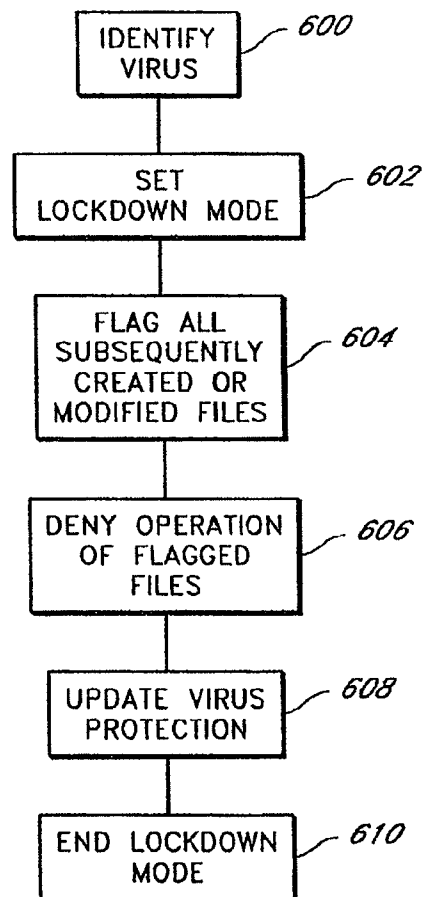 IDENTIFY
VIRUS
600
SET
LOCKDOWN MODE
602
FLAG ALL
SUBSEQUENTLY
CREATED OR
MODIFIED FILES
604
DENY OPERATION
OF FLAGGED
FILES
606
UPDATE VIRUS
PROTECTION
608
END LOCKDOWN
MODE
610